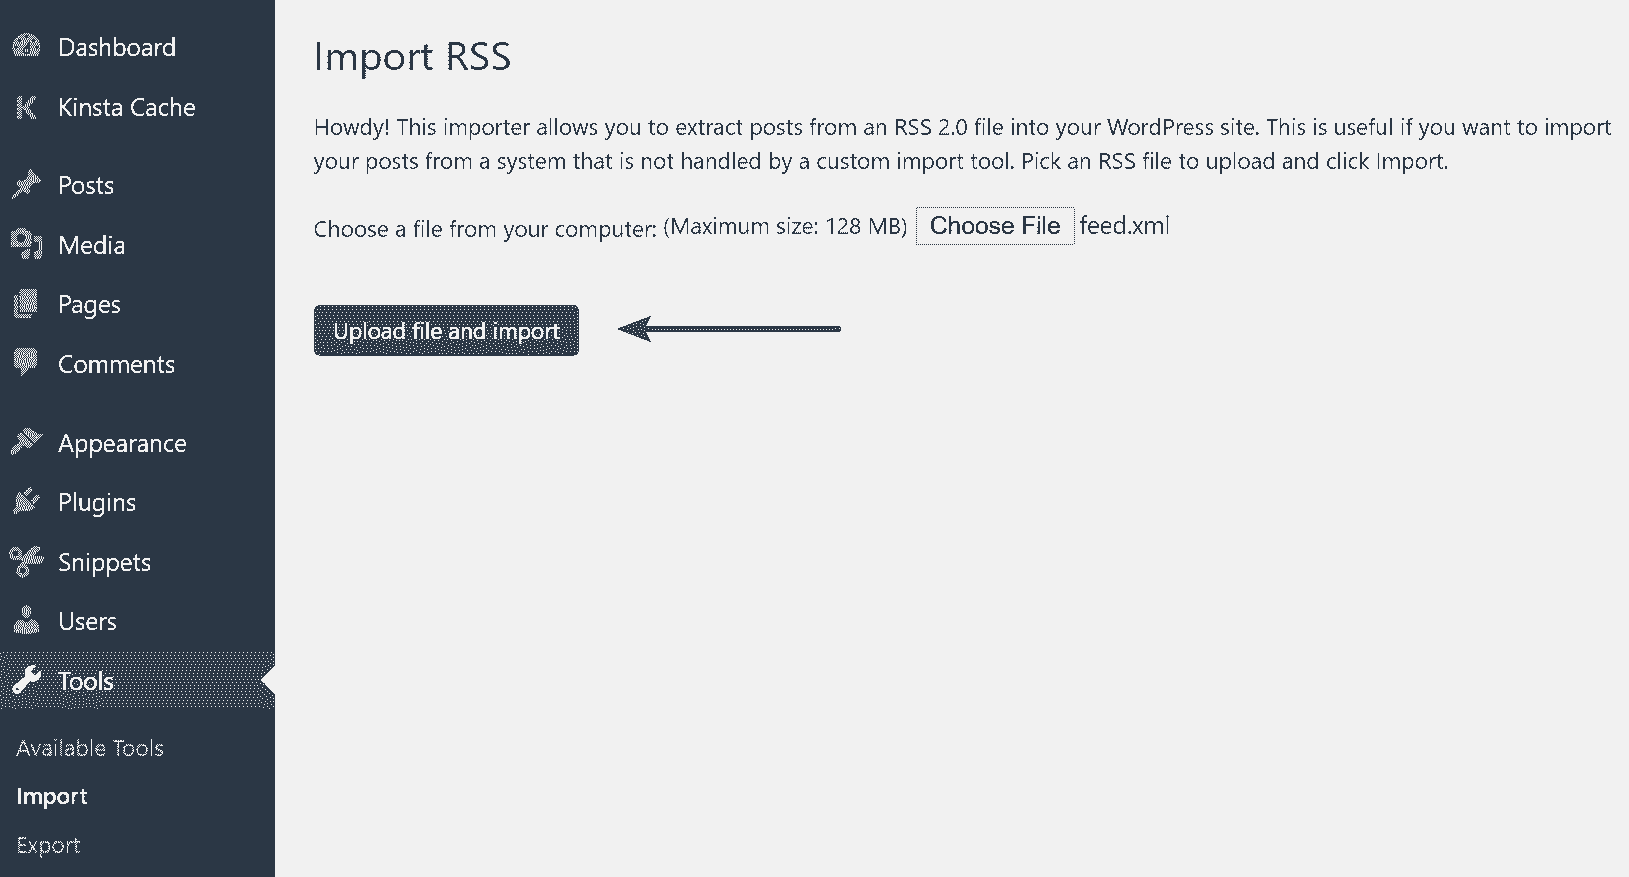 Dashboard
Kinsta Cache
Posts
Media
Pages
Comments
Appearance
Plugins
Snippets
Users
Tools
Available Tools
Import
Export
Import RSS
Howdy! This importer allows you to extract posts from an RSS 2.0 file into your WordPress site. This is useful if you want to import
your posts from a system that is not handled by a custom import tool. Pick an RSS file to upload and click Import.
Choose a file from your computer: (Maximum size: 128 MB) Choose File feed.xml
Upload file and import